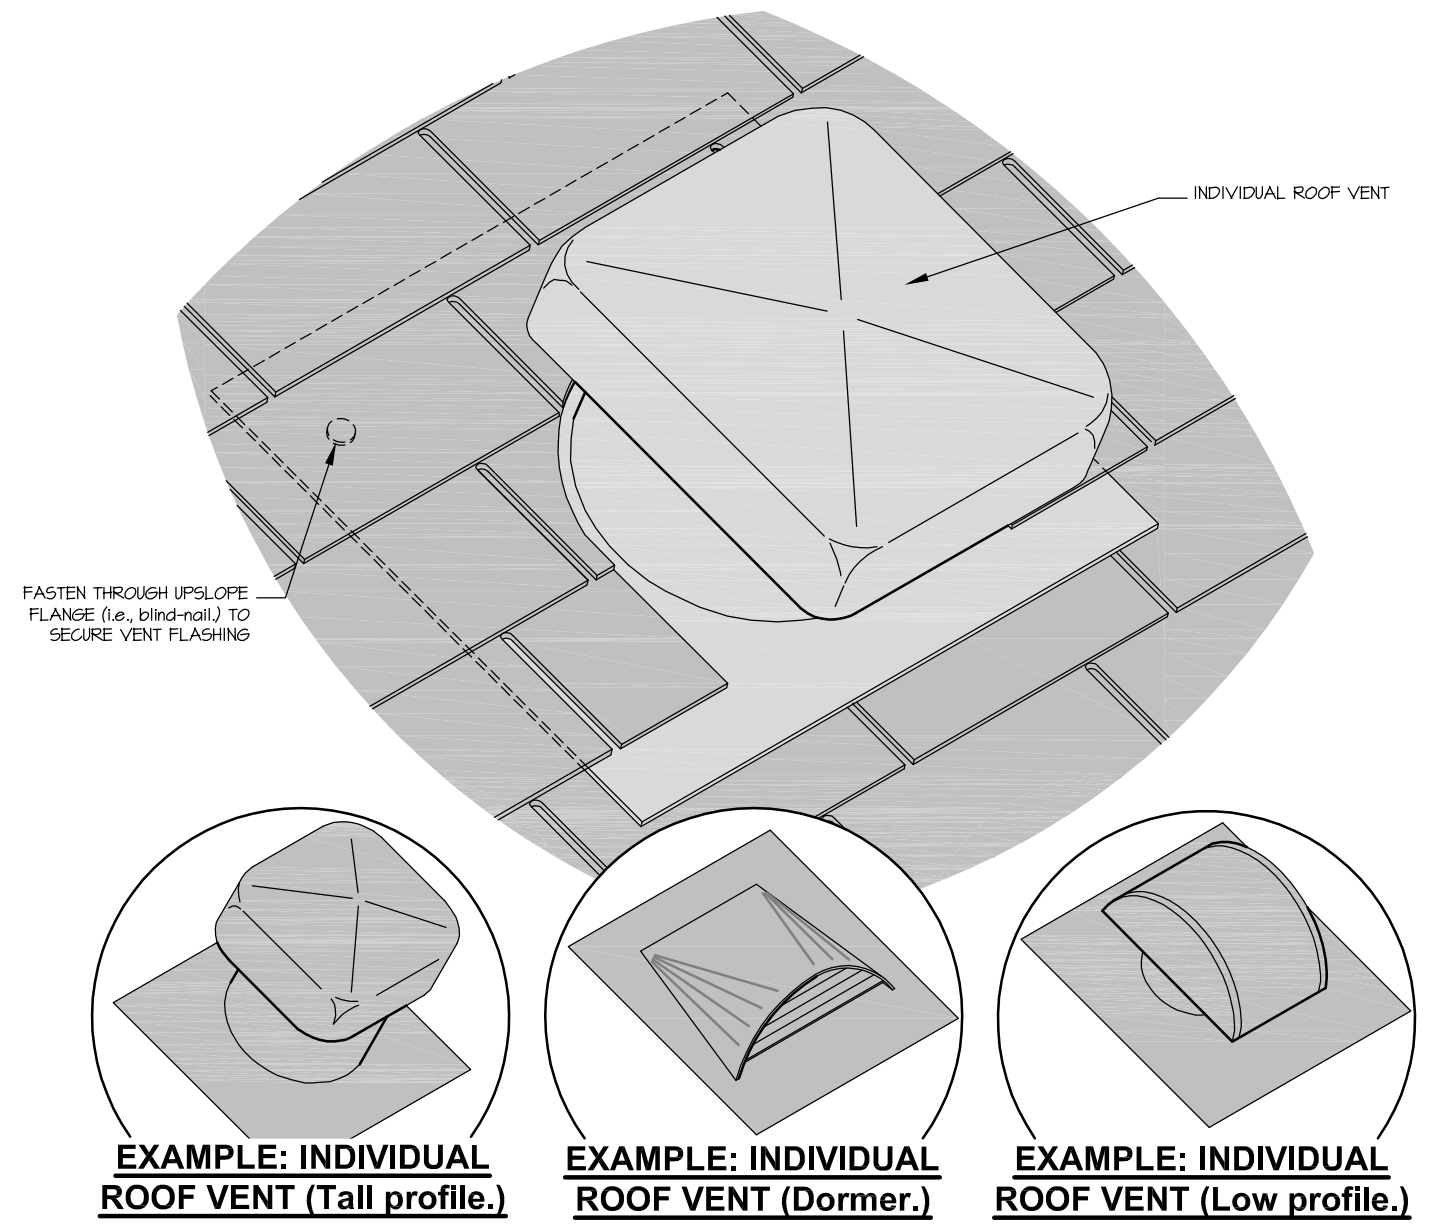 INDIVIDUAL ROOF VENT
FASTEN THROUGH UPSLOPE
FLANGE (i.e., blind-nail.) TO
SECURE VENT FLASHING
EXAMPLE: INDIVIDUAL
ROOF VENT (Tall profile.)
EXAMPLE: INDIVIDUAL
ROOF VENT (Dormer.)
EXAMPLE: INDIVIDUAL
ROOF VENT (Low profile.)